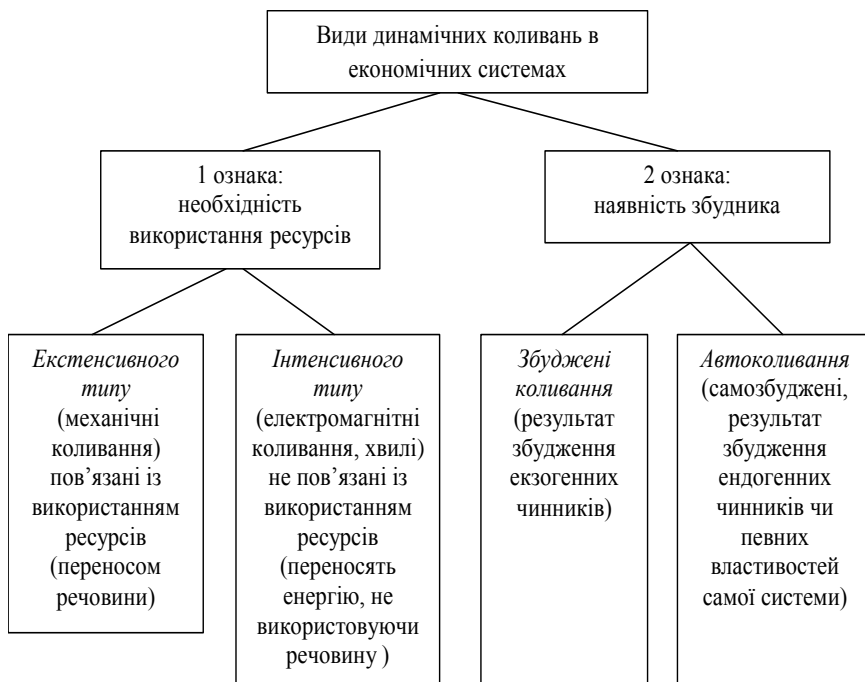 Види динамічних коливань в
економічних системах
1 ознака:
необхідність
використання ресурсів
2 ознака:
наявність збудника
Екстенсивного
типу
(механічні
коливання)
пов’язані із
використанням
ресурсів
(переносом
речовини)
Інтенсивного
типу
(електромагнітні
коливання, хвилі)
не пов’язані із
використанням
ресурсів
(переносять
енергію, не
використовуючи
речовину )
Збуджені
коливання
(результат
збудження
екзогенних
чинників)
Автоколивання
(самозбуджені,
результат
збудження
ендогенних
чинників чи
певних
властивостей
самої системи)